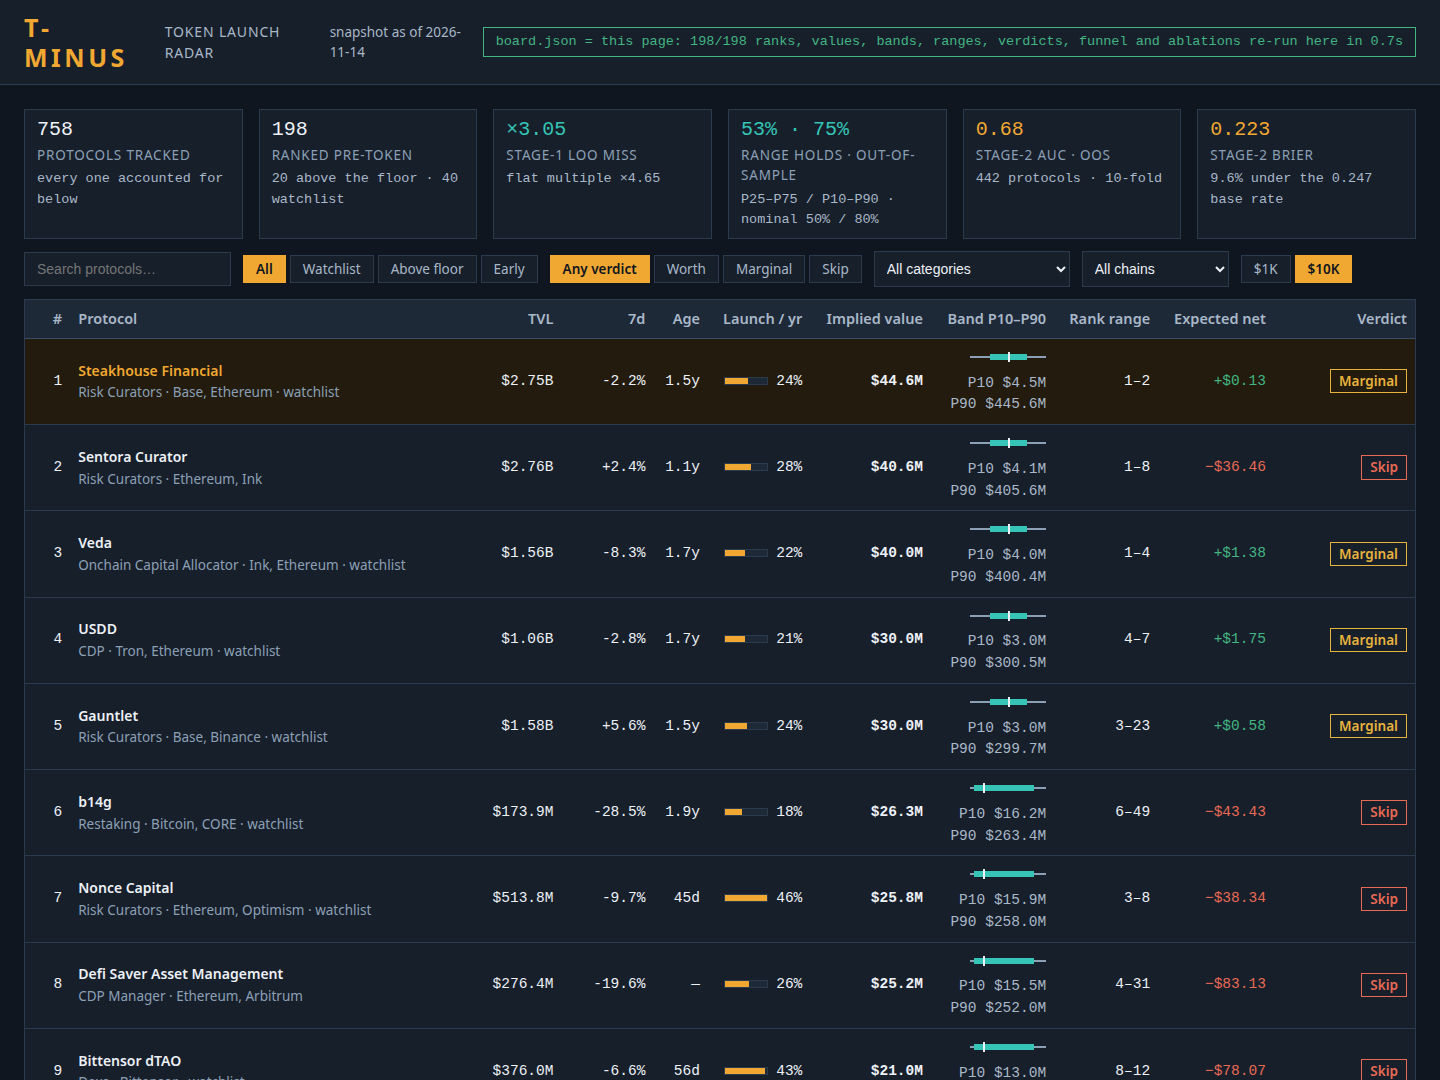 T-MINUS
TOKEN LAUNCH RADAR
snapshot as of 2026-11-14
board.json = this page: 198/198 ranks, values, bands, ranges, verdicts, funnel and ablations re-run here in 0.7s
758
PROTOCOLS TRACKED
every one accounted for below
198
RANKED PRE-TOKEN
20 above the floor · 40 watchlist
×3.05
STAGE-1 LOO MISS
flat multiple ×4.65
53% · 75%
RANGE HOLDS · OUT-OF-SAMPLE
P25–P75 / P10–P90 · nominal 50% / 80%
0.68
STAGE-2 AUC · OOS
442 protocols · 10-fold
0.223
STAGE-2 BRIER
9.6% under the 0.247 base rate
Search protocols… All Watchlist Above floor Early Any verdict Worth Marginal Skip All categories All chains $1K $10K
# Protocol TVL 7d Age Launch / yr Implied value Band P10–P90 Rank range Expected net Verdict
1 Steakhouse Financial $2.75B -2.2% 1.5y 24% $44.6M P10 $4.5M 1–2 +$0.13 Marginal
Risk Curators · Base, Ethereum · watchlist P90 $445.6M
2 Sentora Curator $2.76B +2.4% 1.1y 28% $40.6M P10 $4.1M 1–8 −$36.46 Skip
Risk Curators · Ethereum, Ink P90 $405.6M
3 Veda $1.56B -8.3% 1.7y 22% $40.0M P10 $4.0M 1–4 +$1.38 Marginal
Onchain Capital Allocator · Ink, Ethereum · watchlist P90 $400.4M
4 USDD $1.06B -2.8% 1.7y 21% $30.0M P10 $3.0M 4–7 +$1.75 Marginal
CDP · Tron, Ethereum · watchlist P90 $300.5M
5 Gauntlet $1.58B +5.6% 1.5y 24% $30.0M P10 $3.0M 3–23 +$0.58 Marginal
Risk Curators · Base, Binance · watchlist P90 $299.7M
6 b14g $173.9M -28.5% 1.9y 18% $26.3M P10 $16.2M 6–49 −$43.43 Skip
Restaking · Bitcoin, CORE · watchlist P90 $263.4M
7 Nonce Capital $513.8M -9.7% 45d 46% $25.8M P10 $15.9M 3–8 −$38.34 Skip
Risk Curators · Ethereum, Optimism · watchlist P90 $258.0M
8 Defi Saver Asset Management $276.4M -19.6% — 26% $25.2M P10 $15.5M 4–31 −$83.13 Skip
CDP Manager · Ethereum, Arbitrum P90 $252.0M
9 Bittensor dTAO $376.0M -6.6% 56d 43% $21.0M P10 $13.0M 8–12 −$78.07 Skip